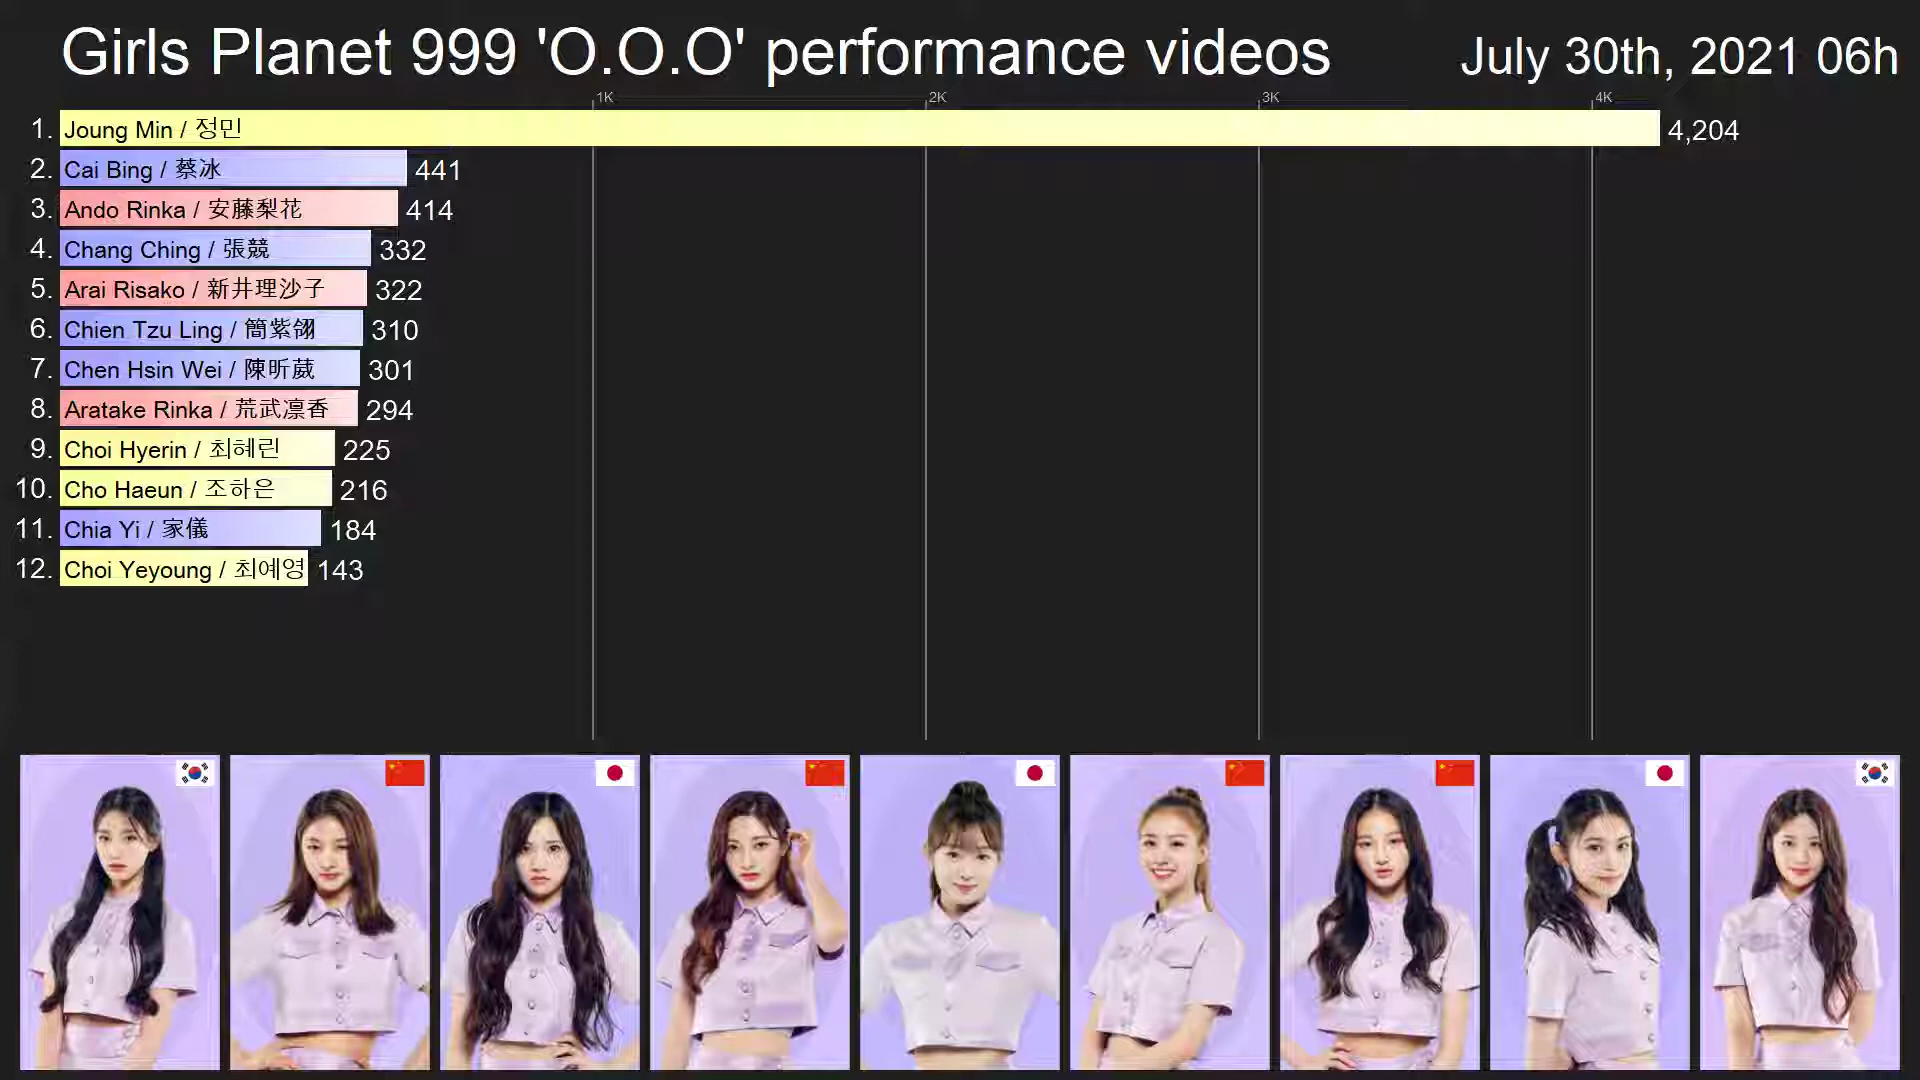 Girls Planet 999 'O.O.O' performance videos July 30th, 2021 06h
1K 2K 3K 4K
1. Joung Min / 정민 4,204
2. Cai Bing / 蔡冰 441
3. Ando Rinka / 安藤梨花 414
4. Chang Ching / 張競 332
5. Arai Risako / 新井理沙子 322
6. Chien Tzu Ling / 簡紫翎 310
7. Chen Hsin Wei / 陳昕葳 301
8. Aratake Rinka / 荒武凛香 294
9. Choi Hyerin / 최혜린 225
10. Cho Haeun / 조하은 216
11. Chia Yi / 家儀 184
12. Choi Yeyoung / 최예영 143